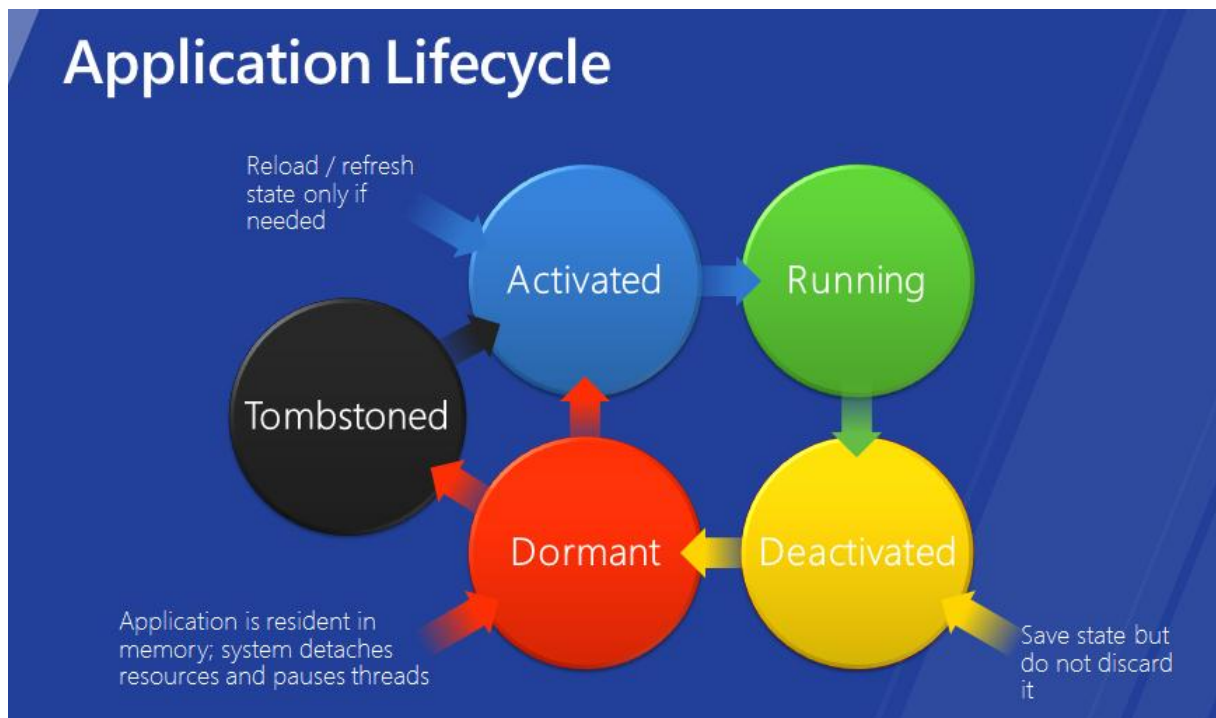 Application Lifecycle
Reload / refresh
state only if
needed
Activated
Running
Tombstoned
Dormant
Deactivated
Application is resident in
memory; system detaches
resources and pauses threads
Save state but
do not discard
it